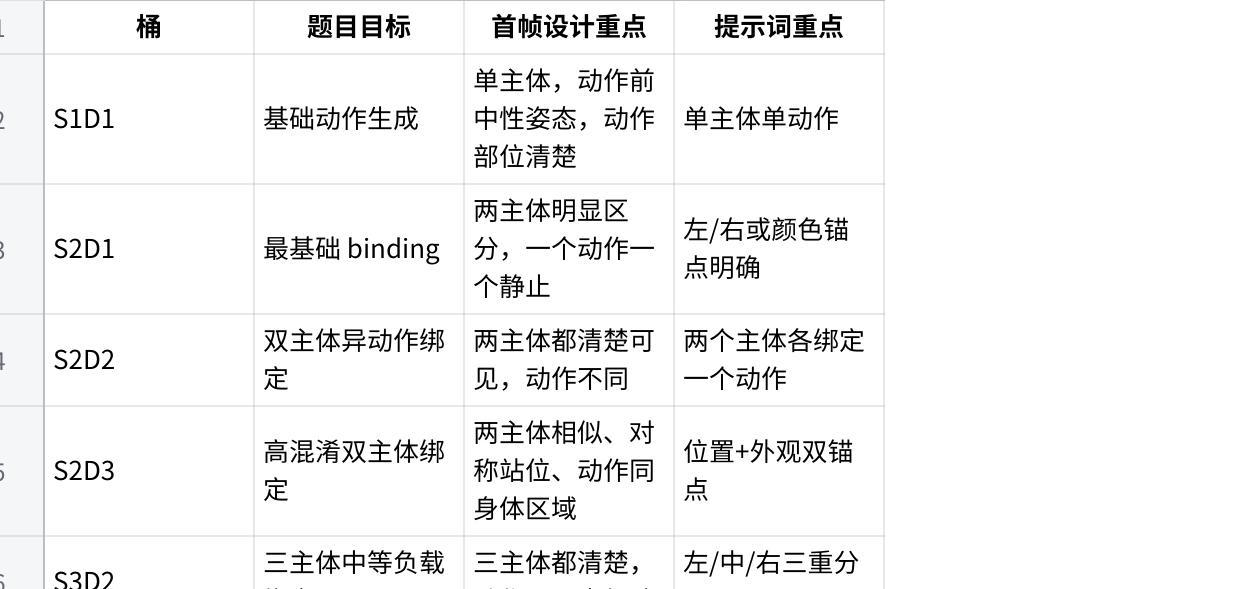 桶 题目目标 首帧设计重点 提示词重点
2 S1D1 基础动作生成 单主体，动作前
中性姿态，动作
部位清楚 单主体单动作
3 S2D1 最基础 binding 两主体明显区
分，一个动作一
个静止 左/右或颜色锚
点明确
4 S2D2 双主体异动作绑
定 两主体都清楚可
见，动作不同 两个主体各绑定
一个动作
5 S2D3 高混淆双主体绑
定 两主体相似、对
称站位、动作同
身体区域 位置+外观双锚
点
S3D2 三主体中等负载 三主体都清楚， 左/中/右三重分